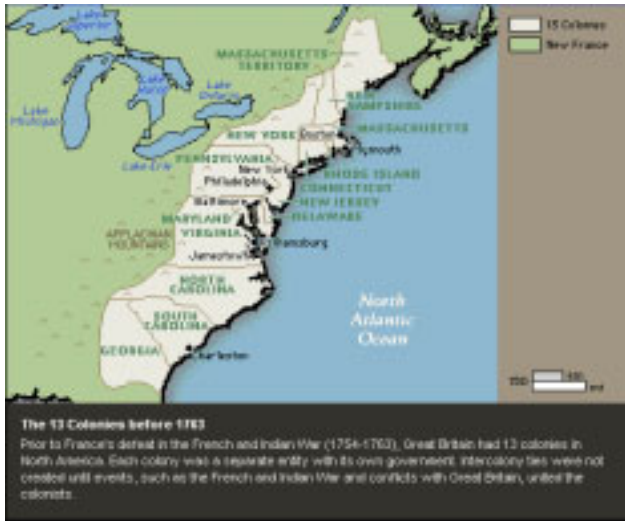 Lake
Superior
13 Colonies
New France
MASSACHUSETTS
TERRITORY
Lake
Huron
Lake
Ontario
NEW
HAMPSHIRE
Lake
Michigan
MASSACHUSETTS
NEW YORK
Boston
Plymouth
Lake Erie
PENNSYLVANIA
New York
RHODE ISLAND
Philadelphia
CONNECTICUT
Baltimore
NEW JERSEY
MARYLAND
DELAWARE
MOUNTAINS
VIRGINIA
Jamestown
NORTH
CAROLINA
North
Atlantic
Ocean
SOUTH
CAROLINA
GEORGIA
Charleston
The 13 Colonies before 1763
Prior to France's defeat in the French and Indian War (1754-1763), Great Britain had 13 colonies in
North America. Each colony was a separate entity with its own government. Intercolony ties were not
created until events, such as the French and Indian War and conflicts with Great Britain, united the
colonists.